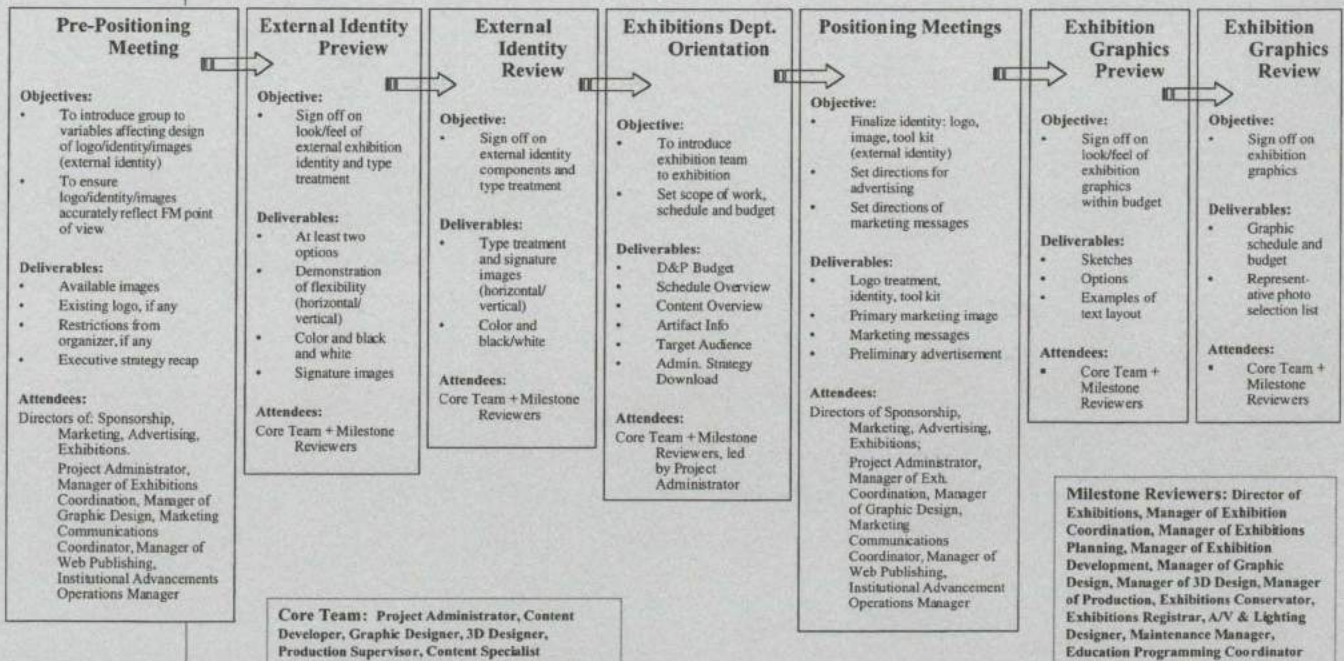 Pre-Positioning
Meeting
Objectives:
• To introduce group to
variables affecting design
of logo/identity/images
(external identity)
• To ensure
logo/identity/images
accurately reflect FM point
of view
Deliverables:
• Available images
• Existing logo, if any
• Restrictions from
organizer, if any
• Executive strategy recap
Attendees:
Directors of: Sponsorship,
Marketing, Advertising,
Exhibitions.
Project Administrator,
Manager of Exhibitions
Coordination, Manager of
Graphic Design, Marketing
Communications
Coordinator, Manager of
Web Publishing,
Institutional Advancements
Operations Manager
External Identity
Preview
Objective:
• Sign off on
look/feel of
external exhibition
identity and type
treatment
Deliverables:
• At least two
options
• Demonstration
of flexibility
(horizontal/
vertical)
• Color and black
and white
• Signature images
Attendees:
Core Team + Milestone
Reviewers
External
Identity
Review
Objective:
• Sign off on
external identity
components and
type treatment
Deliverables:
• Type treatment
and signature
images
(horizontal/
vertical)
• Color and
black/white
Attendees:
Core Team + Milestone
Reviewers
Exhibitions Dept.
Orientation
Objective:
• To introduce
exhibition team
to exhibition
• Set scope of work,
schedule and budget
Deliverables:
• D&P Budget
• Schedule Overview
• Content Overview
• Artifact Info
• Target Audience
• Admin. Strategy
Download
Attendees:
Core Team + Milestone
Reviewers, led
by Project
Administrator
Positioning Meetings
Objective:
• Finalize identity: logo,
image, tool kit
(external identity)
• Set directions for
advertising
• Set directions of
marketing messages
Deliverables:
• Logo treatment,
identity, tool kit
• Primary marketing image
• Marketing messages
• Preliminary advertisement
Attendees:
Directors of Sponsorship,
Marketing, Advertising,
Exhibitions;
Project Administrator,
Manager of Exh.
Coordination, Manager
of Graphic Design,
Marketing
Communications
Coordinator, Manager of
Web Publishing,
Institutional Advancement
Operations Manager
Exhibition
Graphics
Preview
Objective:
• Sign off on
look/feel of
exhibition
graphics
within budget
Deliverables:
• Sketches
• Options
• Examples of
text layout
Attendees:
▪ Core Team +
Milestone
Reviewers
Exhibition
Graphics
Review
Objective:
• Sign off on
exhibition
graphics
Deliverables:
• Graphic
schedule and
budget
• Represent-
ative photo
selection list
Attendees:
▪ Core Team +
Milestone
Reviewers
Core Team: Project Administrator, Content
Developer, Graphic Designer, 3D Designer,
Production Supervisor, Content Specialist
Milestone Reviewers: Director of
Exhibitions, Manager of Exhibition
Coordination, Manager of Exhibitions
Planning, Manager of Exhibition
Development, Manager of Graphic
Design, Manager of 3D Design, Manager
of Production, Exhibitions Conservator,
Exhibitions Registrar, A/V & Lighting
Designer, Maintenance Manager,
Education Programming Coordinator